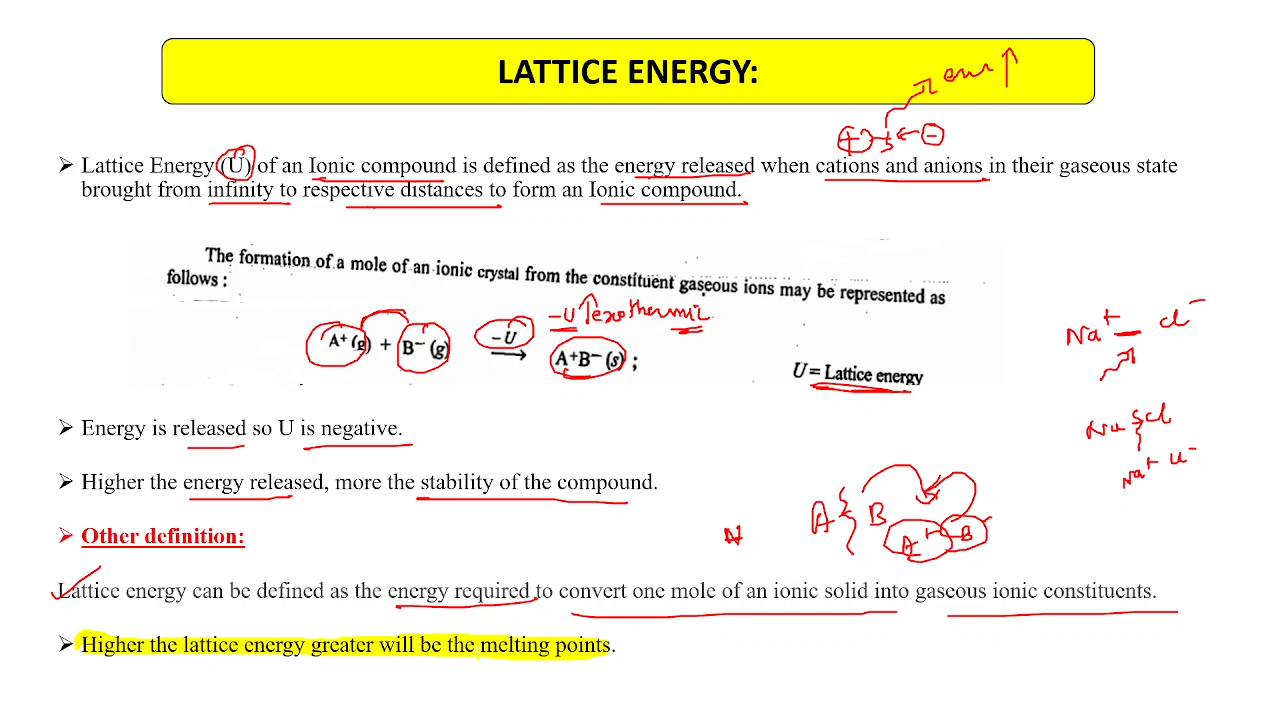 LATTICE ENERGY:
➢ Lattice Energy (U) of an Ionic compound is defined as the energy released when cations and anions in their gaseous state
brought from infinity to respective distances to form an Ionic compound.
The formation of a mole of an ionic crystal from the constituent gaseous ions may be represented as
follows :
-U ↑ exothermic
A⁺ (g) + B⁻ (g) —U → A⁺B⁻ (s) ;
U = Lattice energy
Na⁺ — Cl⁻
➢ Energy is released so U is negative.
Na Cl
Na⁺ Cl⁻
➢ Higher the energy released, more the stability of the compound.
A B
➢ Other definition:
A⁺ B
Lattice energy can be defined as the energy required to convert one mole of an ionic solid into gaseous ionic constituents.
➢ Higher the lattice energy greater will be the melting points.